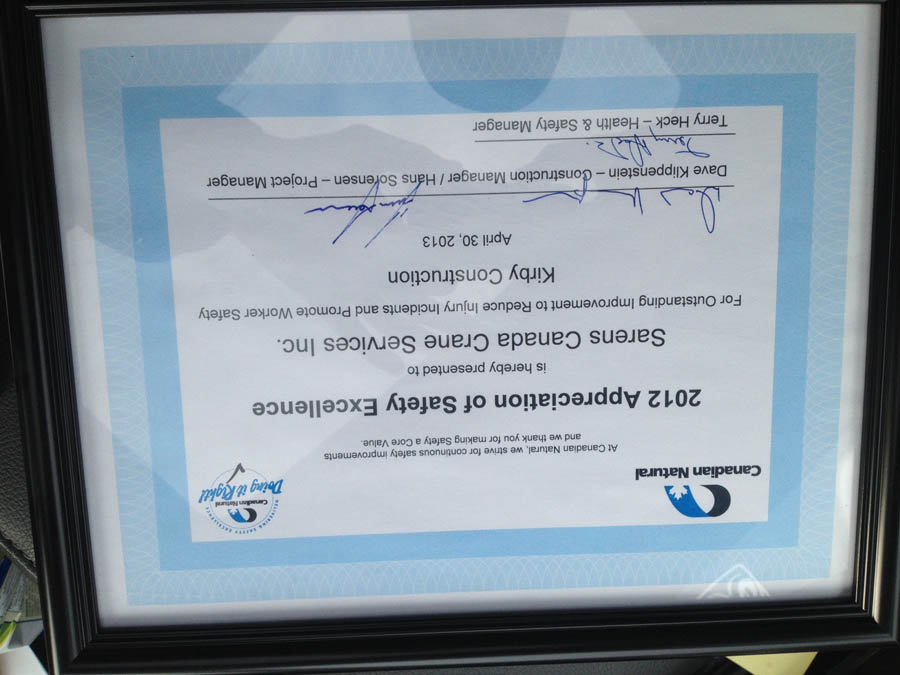 Canadian Natural
DELIVERING SAFETY EXCELLENCE
Canadian Natural
Doing it Right!
At Canadian Natural, we strive for continuous safety improvements
and we thank you for making Safety a Core Value.
2012 Appreciation of Safety Excellence
is hereby presented to
Sarens Canada Crane Services Inc.
For Outstanding Improvement to Reduce Injury Incidents and Promote Worker Safety
Kirby Construction
April 30, 2013
Dave Klippenstein – Construction Manager / Hans Sorensen – Project Manager
Terry Heck – Health & Safety Manager